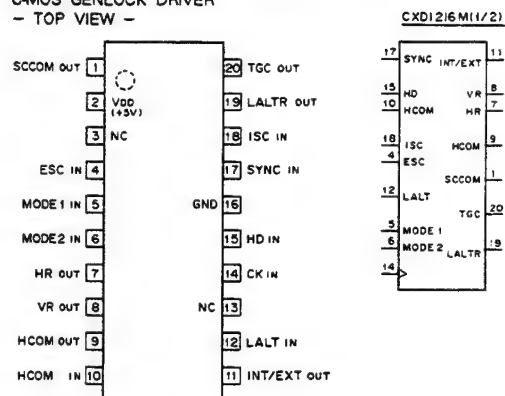 C-MOS GENLOCK DRIVER
– TOP VIEW –
SCCOM OUT 1
2 VDD (+5V)
3 NC
ESC IN 4
MODE 1 IN 5
MODE2 IN 6
HR OUT 7
VR OUT 8
HCOM OUT 9
HCOM IN 10
20 TGC OUT
19 LALTR OUT
18 ISC IN
17 SYNC IN
GND 16
15 HD IN
14 CK IN
NC 13
12 LALT IN
11 INT/EXT OUT
CXD1216M(1/2)
17 SYNC INT/EXT 11
15 HD VR 8
10 HCOM HR 7
18 ISC HCOM 9
4 ESC
SCCOM 1
12 LALT
TGC 20
5 MODE 1
6 MODE 2 LALTR 19
14